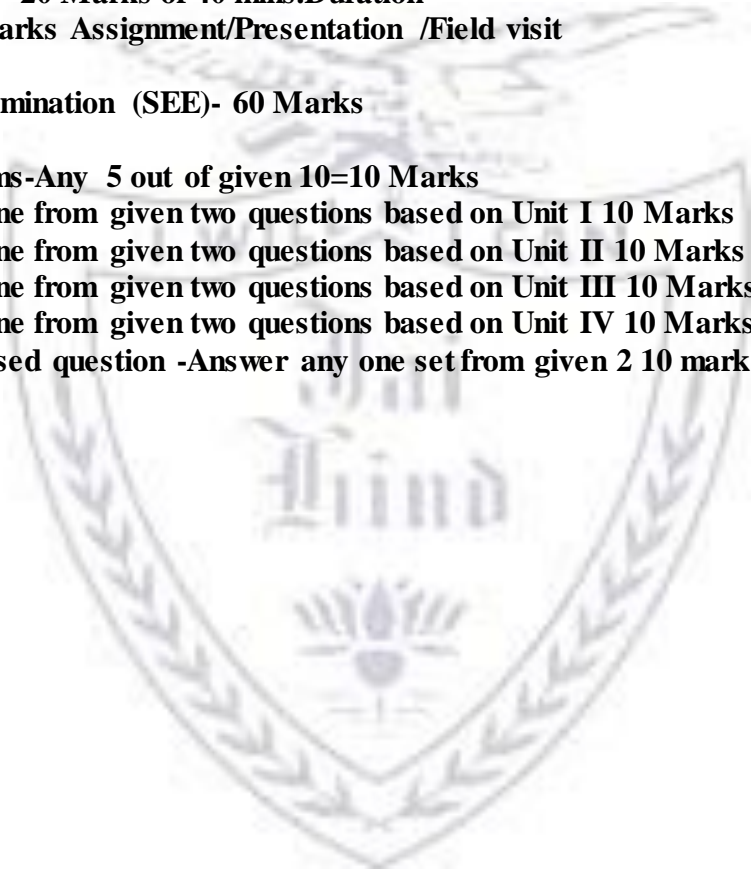 20 Marks of 40 mins.Duration
arks Assignment/Presentation /Field visit
mination (SEE)- 60 Marks
ms-Any 5 out of given 10=10 Marks
ne from given two questions based on Unit I 10 Marks
ne from given two questions based on Unit II 10 Marks
ne from given two questions based on Unit III 10 Marks
ne from given two questions based on Unit IV 10 Marks
sed question -Answer any one set from given 2 10 mark
I WILL I CAN
Jai
Hind